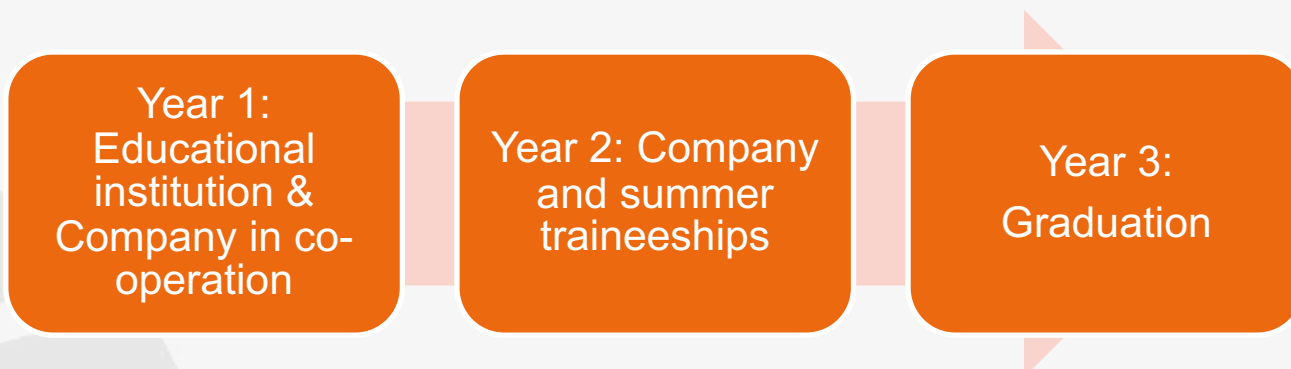 Year 1:
Educational
institution &
Company in co-
operation
Year 2: Company
and summer
traineeships
Year 3:
Graduation